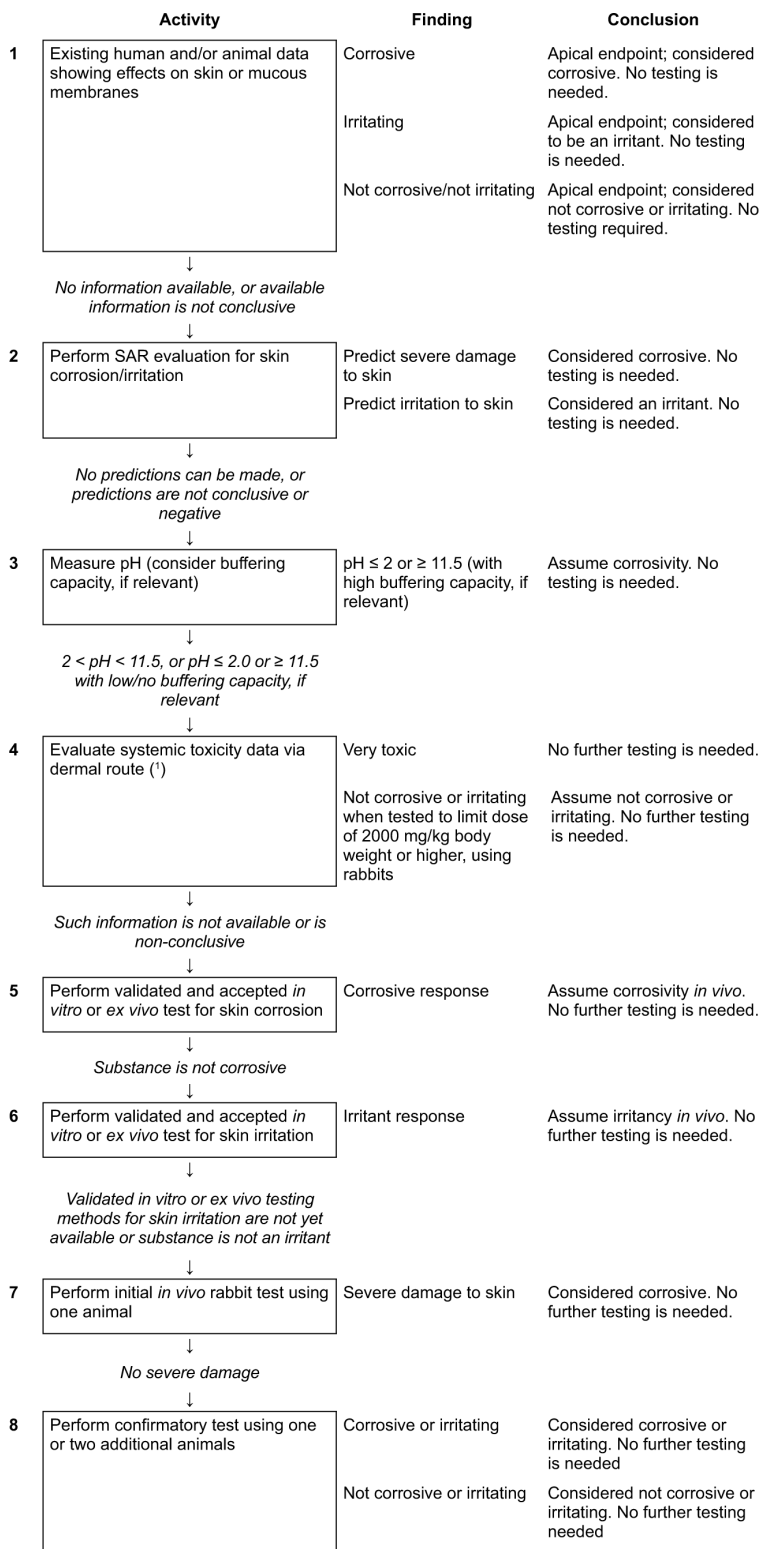 Activity Finding Conclusion
1 Existing human and/or animal data Corrosive Apical endpoint; considered
showing effects on skin or mucous corrosive. No testing is
membranes needed.
Irritating Apical endpoint; considered
to be an irritant. No testing
is needed.
Not corrosive/not irritating Apical endpoint; considered
not corrosive or irritating. No
testing required.
↓
No information available, or available
information is not conclusive
↓
2 Perform SAR evaluation for skin Predict severe damage Considered corrosive. No
corrosion/irritation to skin testing is needed.
Predict irritation to skin Considered an irritant. No
testing is needed.
↓
No predictions can be made, or
predictions are not conclusive or
negative
↓
3 Measure pH (consider buffering pH ≤ 2 or ≥ 11.5 (with Assume corrosivity. No
capacity, if relevant) high buffering capacity, if testing is needed.
relevant)
↓
2 < pH < 11.5, or pH ≤ 2.0 or ≥ 11.5
with low/no buffering capacity, if
relevant
↓
4 Evaluate systemic toxicity data via Very toxic No further testing is needed.
dermal route (¹)
Not corrosive or irritating Assume not corrosive or
when tested to limit dose irritating. No further testing
of 2000 mg/kg body is needed.
weight or higher, using
rabbits
↓
Such information is not available or is
non-conclusive
↓
5 Perform validated and accepted in Corrosive response Assume corrosivity in vivo.
vitro or ex vivo test for skin corrosion No further testing is needed.
↓
Substance is not corrosive
↓
6 Perform validated and accepted in Irritant response Assume irritancy in vivo. No
vitro or ex vivo test for skin irritation further testing is needed.
↓
Validated in vitro or ex vivo testing
methods for skin irritation are not yet
available or substance is not an irritant
↓
7 Perform initial in vivo rabbit test using Severe damage to skin Considered corrosive. No
one animal further testing is needed.
↓
No severe damage
↓
8 Perform confirmatory test using one Corrosive or irritating Considered corrosive or
or two additional animals irritating. No further testing
is needed
Not corrosive or irritating Considered not corrosive or
irritating. No further testing
needed